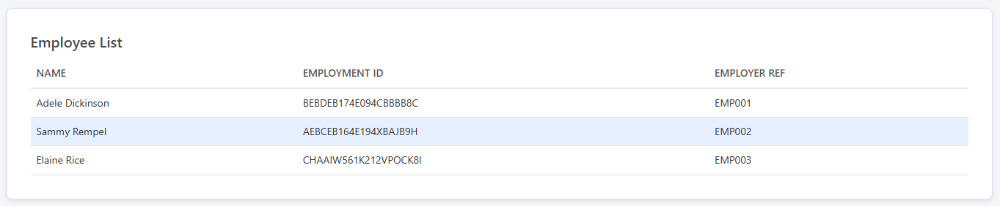 Employee List
NAME EMPLOYMENT ID EMPLOYER REF
Adele Dickinson BEBDEB174E094CBBBB8C EMP001
Sammy Rempel AEBCEB164E194XBAJB9H EMP002
Elaine Rice CHAAIW561K212VPOCK8I EMP003